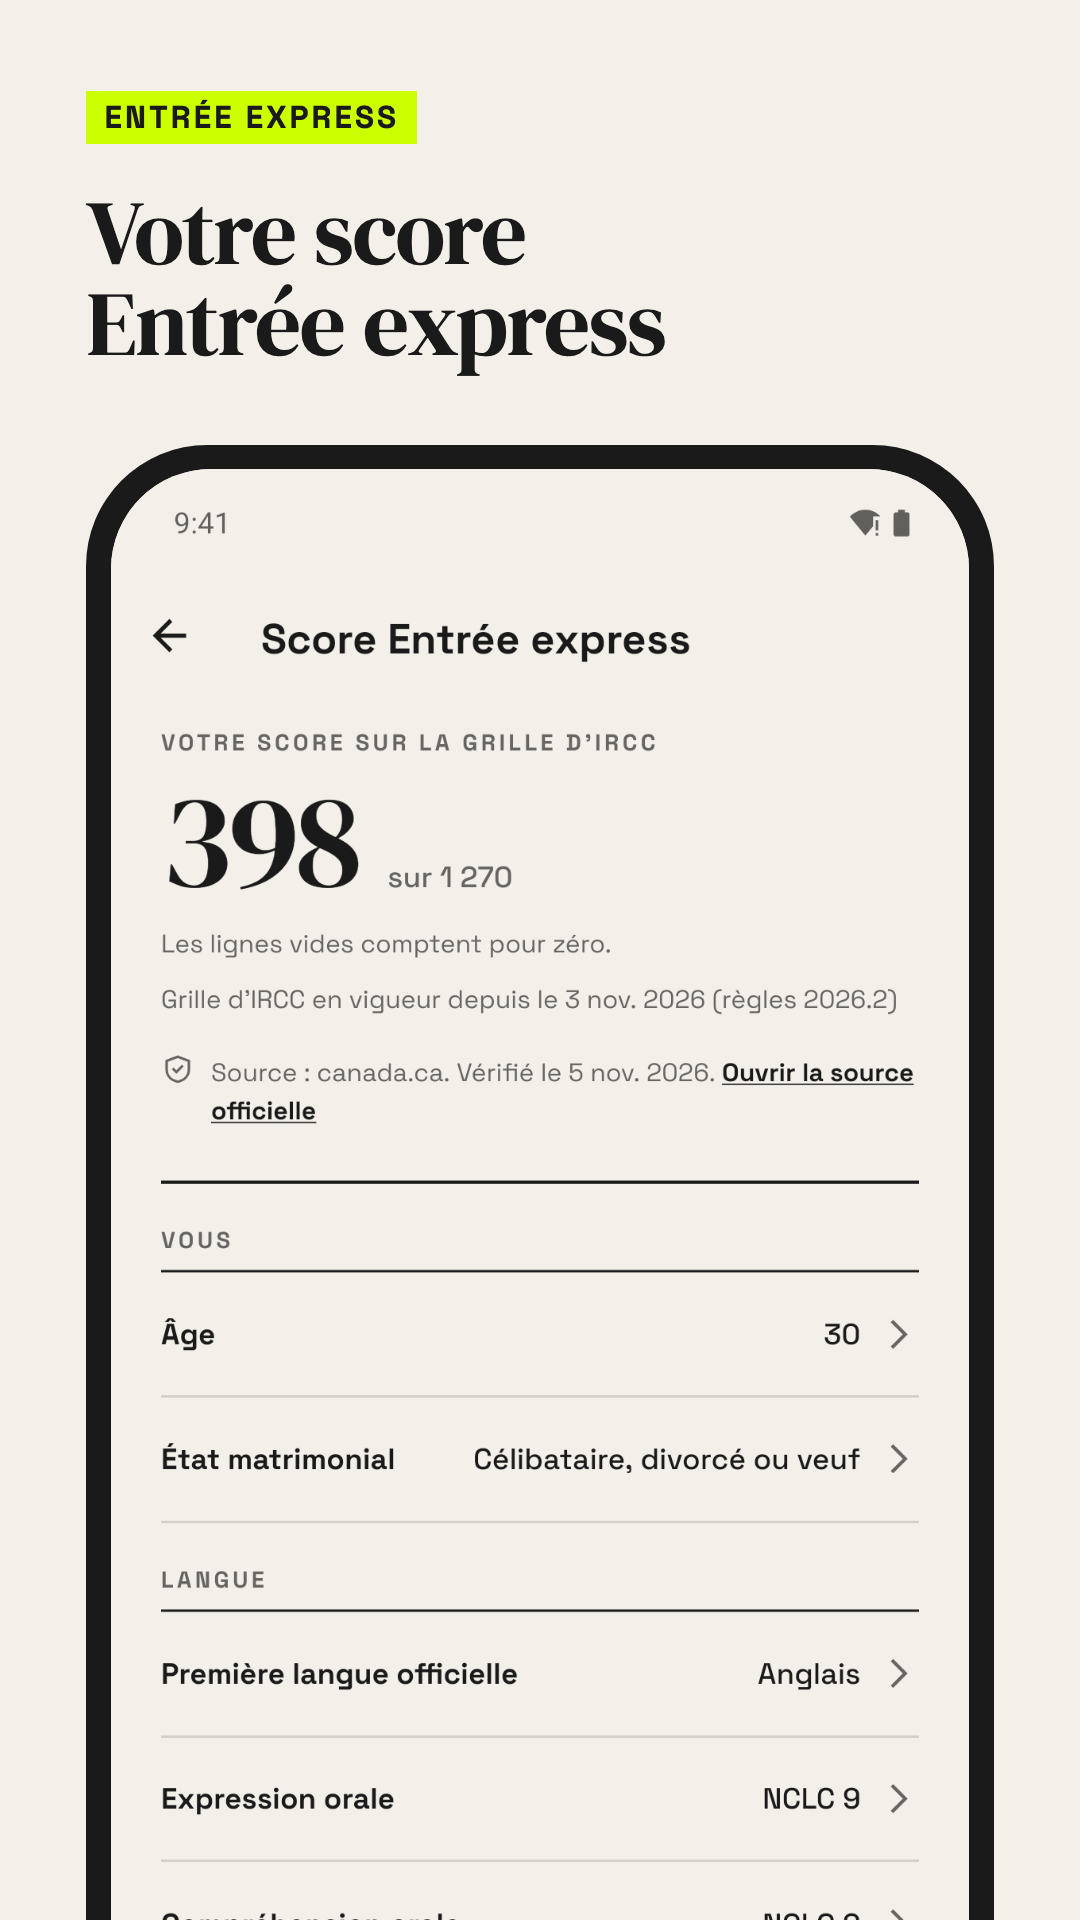 ENTRÉE EXPRESS
Votre score
Entrée express
9:41
Score Entrée express
VOTRE SCORE SUR LA GRILLE D’IRCC
398 sur 1 270
Les lignes vides comptent pour zéro.
Grille d’IRCC en vigueur depuis le 3 nov. 2026 (règles 2026.2)
Source : canada.ca. Vérifié le 5 nov. 2026. Ouvrir la source
officielle
VOUS
Âge 30
État matrimonial Célibataire, divorcé ou veuf
LANGUE
Première langue officielle Anglais
Expression orale NCLC 9